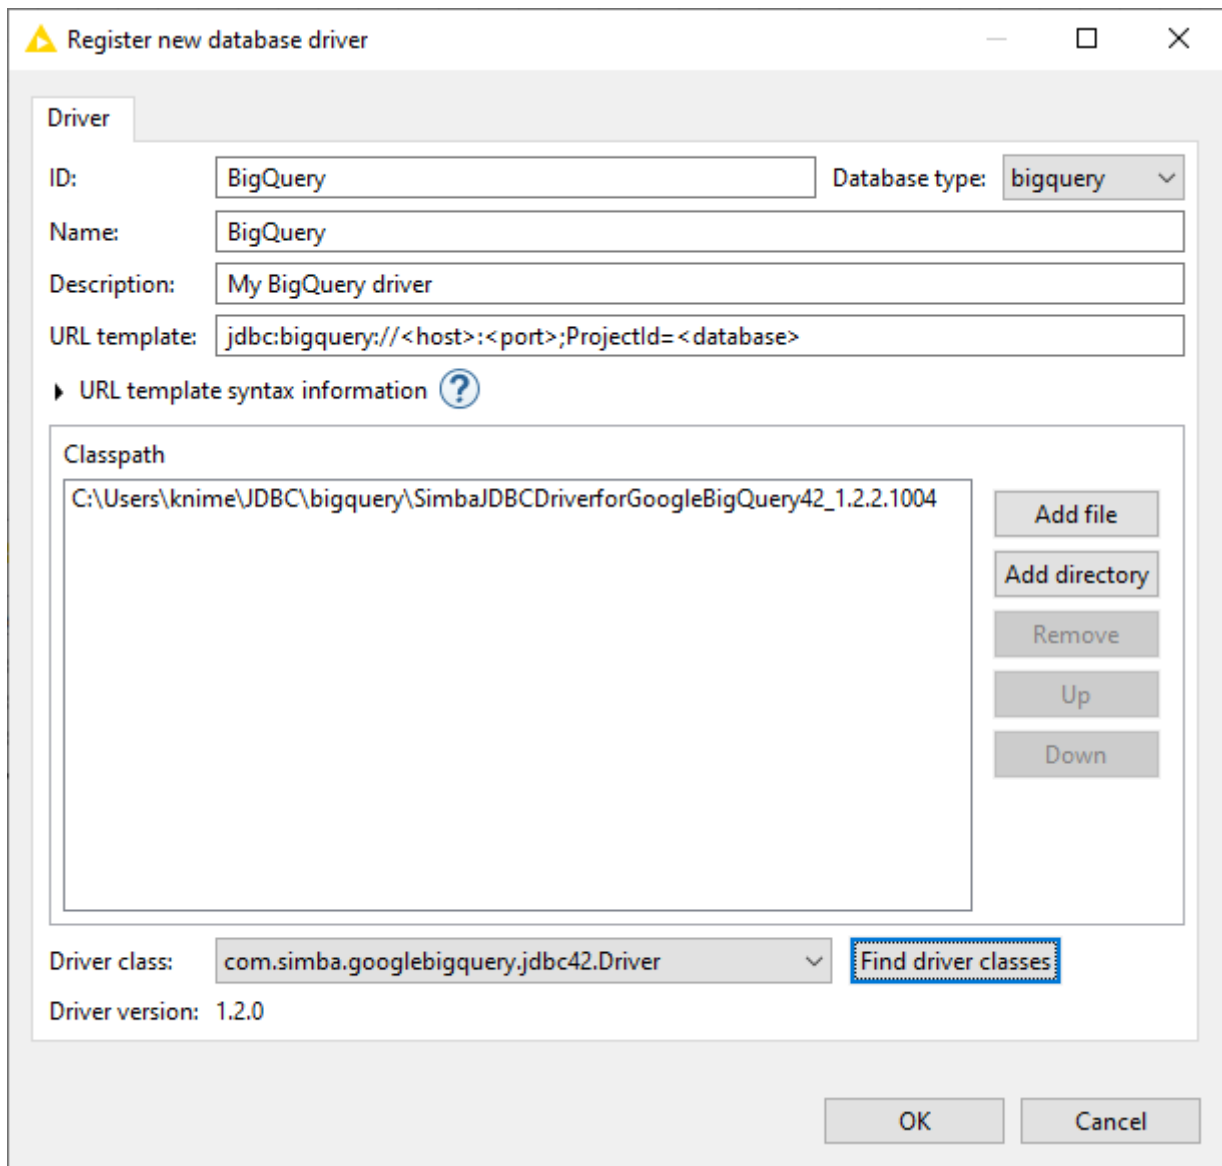 Register new database driver
Driver
ID: BigQuery Database type: bigquery
Name: BigQuery
Description: My BigQuery driver
URL template: jdbc:bigquery://<host>:<port>;ProjectId=<database>
URL template syntax information ?
Classpath
C:\Users\knime\JDBC\bigquery\SimbaJDBCDriverforGoogleBigQuery42_1.2.2.1004
Add file
Add directory
Remove
Up
Down
Driver class: com.simba.googlebigquery.jdbc42.Driver Find driver classes
Driver version: 1.2.0
OK Cancel